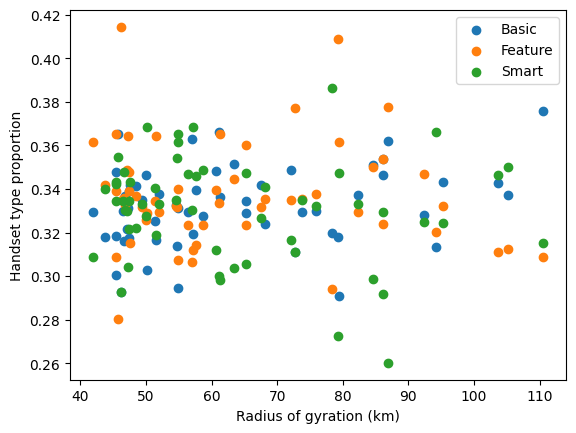 0.42
0.40
0.38
0.36
0.34
0.32
0.30
0.28
0.26
Handset type proportion
Basic
Feature
Smart
40 50 60 70 80 90 100 110
Radius of gyration (km)